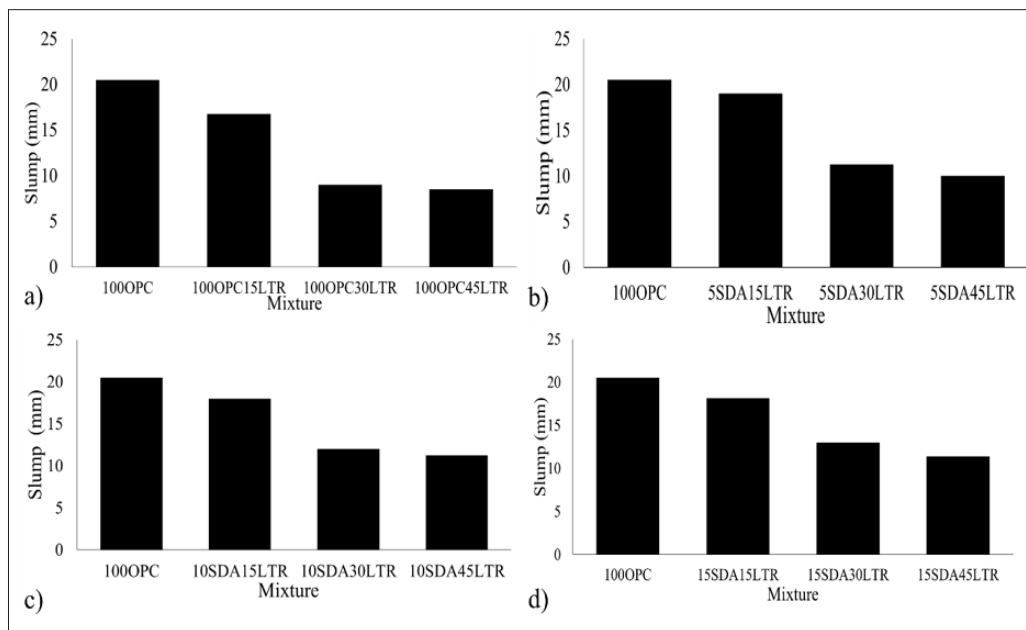 25
20
15
10
5
0
Slump (mm)
100OPC 100OPC15LTR 100OPC30LTR 100OPC45LTR
a)
Mixture
25
20
15
10
5
0
Slump (mm)
100OPC 5SDA15LTR 5SDA30LTR 5SDA45LTR
b)
Mixture
25
20
15
10
5
0
Slump (mm)
100OPC 10SDA15LTR 10SDA30LTR 10SDA45LTR
c)
Mixture
25
20
15
10
5
0
Slump (mm)
100OPC 15SDA15LTR 15SDA30LTR 15SDA45LTR
d)
Mixture